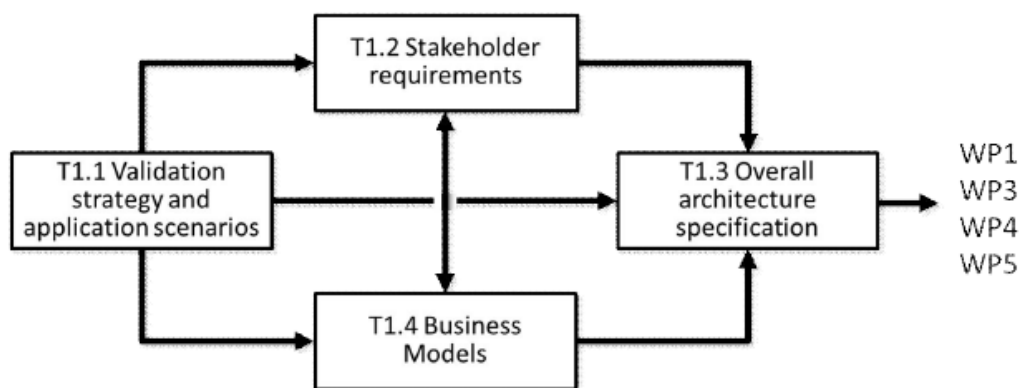 T1.2 Stakeholder
requirements
T1.1 Validation
strategy and
application scenarios
T1.3 Overall
architecture
specification
WP1
WP3
WP4
WP5
T1.4 Business
Models